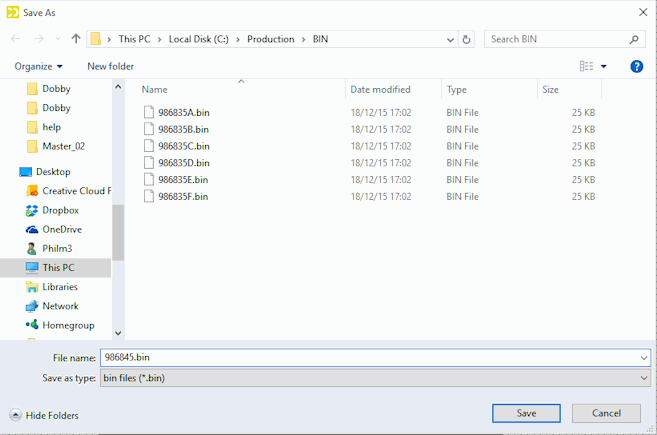 Save As
This PC > Local Disk (C:) > Production > BIN
Search BIN
Organize
New folder
Name Date modified Type Size
Dobby
Dobby
help
Master_02
Desktop
Creative Cloud F
Dropbox
OneDrive
Philm3
This PC
Libraries
Network
Homegroup
986835A.bin 18/12/15 17:02 BIN File 25 KB
986835B.bin 18/12/15 17:02 BIN File 25 KB
986835C.bin 18/12/15 17:02 BIN File 25 KB
986835D.bin 18/12/15 17:02 BIN File 25 KB
986835E.bin 18/12/15 17:02 BIN File 25 KB
986835F.bin 18/12/15 17:02 BIN File 25 KB
File name: 986845.bin
Save as type: bin files (*.bin)
Hide Folders
Save
Cancel